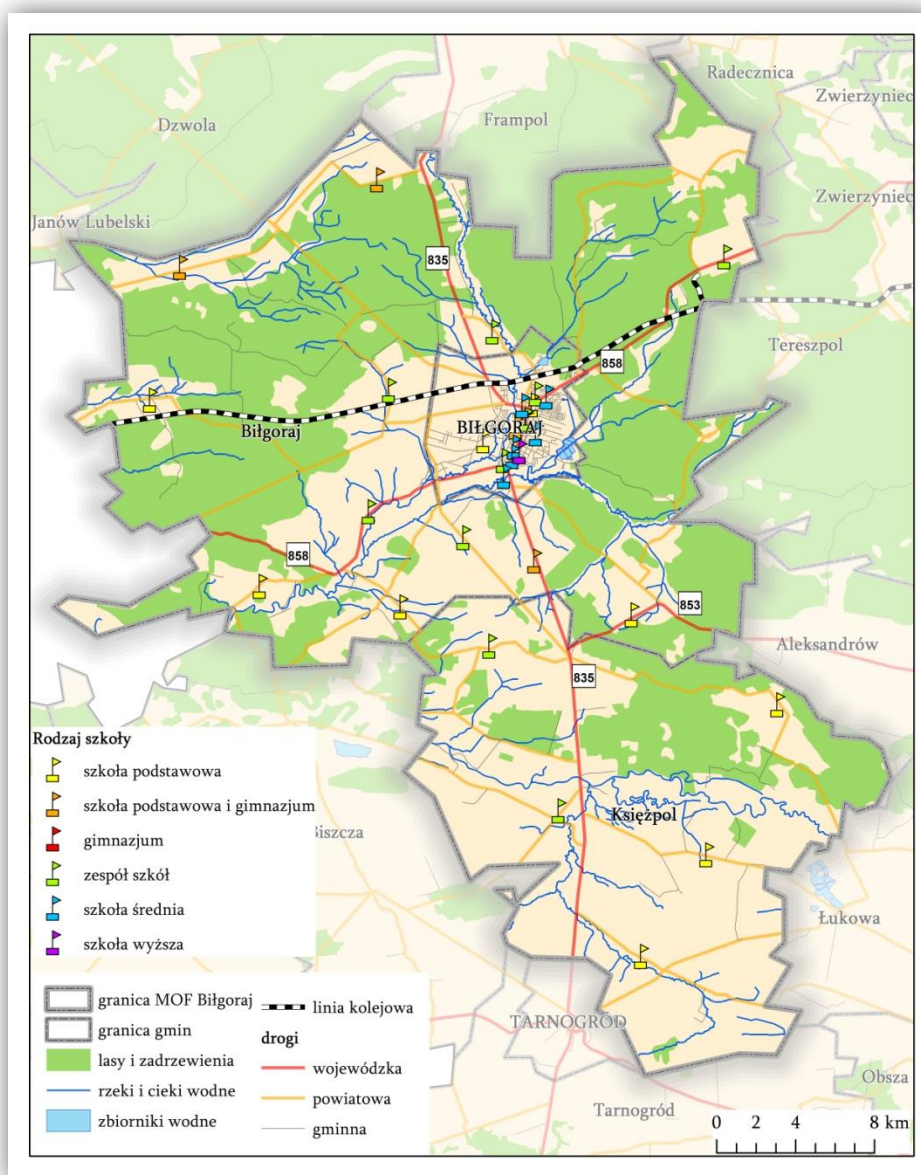 Radecznica
Zwierzyniec
Dzwola
Frampol
Zwierzyniec
Janów Lubelski
835
Tereszpol
858
Biłgoraj
BIŁGORAJ
858
853
Aleksandrów
835
Rodzaj szkoły
szkoła podstawowa
szkoła podstawowa i gimnazjum
gimnazjum
zespół szkół
szkoła średnia
szkoła wyższa
Biszcza
Księżpol
Łukowa
granica MOF Biłgoraj
granica gmin
lasy i zadrzewienia
rzeki i cieki wodne
zbiorniki wodne
linia kolejowa
drogi
wojewódzka
powiatowa
gminna
TARNOGRÓD
Tarnogród
Obsza
0 2 4 8 km